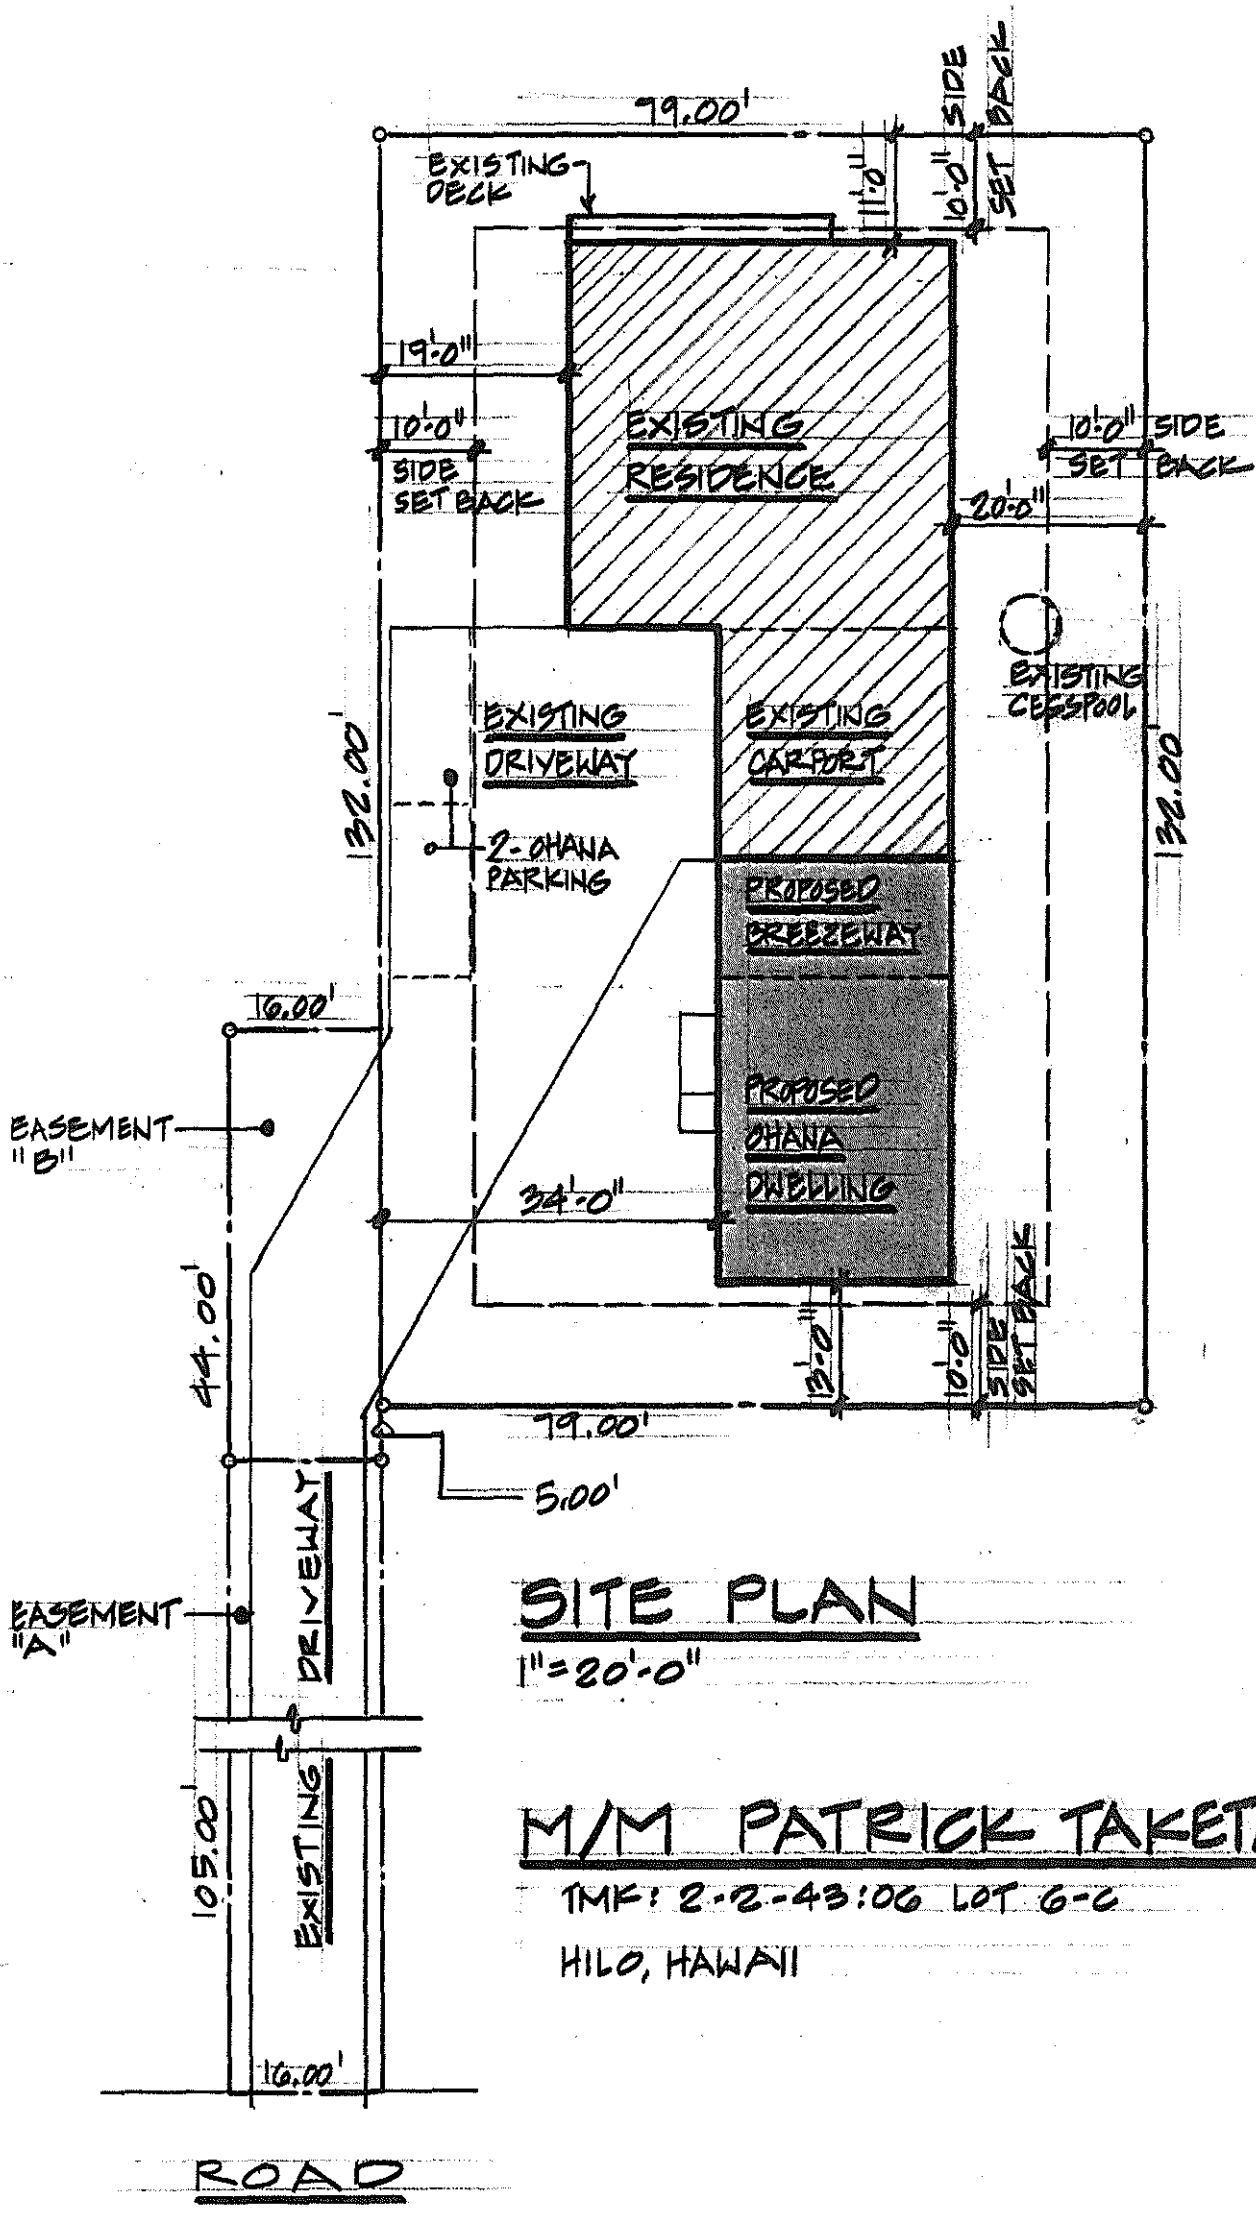 79.00'
SIDE
BACK
EXISTING
DECK
11'-0"
10'-0"
SET
19'-0"
10'-0"
SIDE
SET BACK
EXISTING
RESIDENCE
10'-0" SIDE
SET BACK
20'-0"
EXISTING
CESSPOOL
132.00'
EXISTING
DRIVEWAY
EXISTING
CARPORT
132.00'
2-OHANA
PARKING
PROPOSED
BREEZEWAY
16.00'
EASEMENT
"B"
PROPOSED
OHANA
DWELLING
34'-0"
44.00'
13'-0"
10'-0"
SIDE
SET BACK
79.00'
5.00'
EASEMENT
"A"
EXISTING DRIVEWAY
SITE PLAN
1"=20'-0"
105.00'
M/M PATRICK TAKET
TMK: 2-2-43:06 LOT 6-C
HILO, HAWAII
16.00'
ROAD